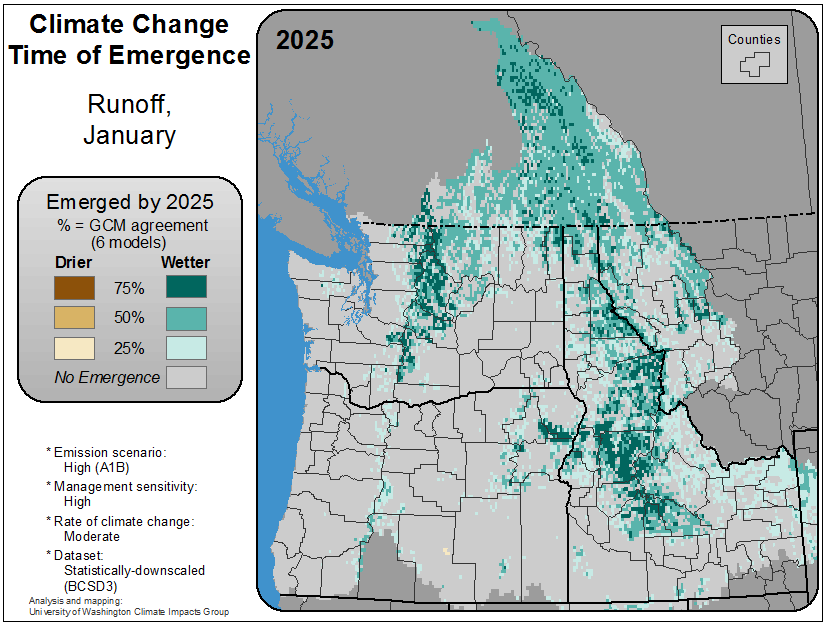 Climate Change
Time of Emergence
Runoff,
January
Emerged by 2025
% = GCM agreement
(6 models)
Drier Wetter
75%
50%
25%
No Emergence
* Emission scenario:
High (A1B)
* Management sensitivity:
High
* Rate of climate change:
Moderate
* Dataset:
Statistically-downscaled
(BCSD3)
Analysis and mapping:
University of Washington Climate Impacts Group
2025
Counties